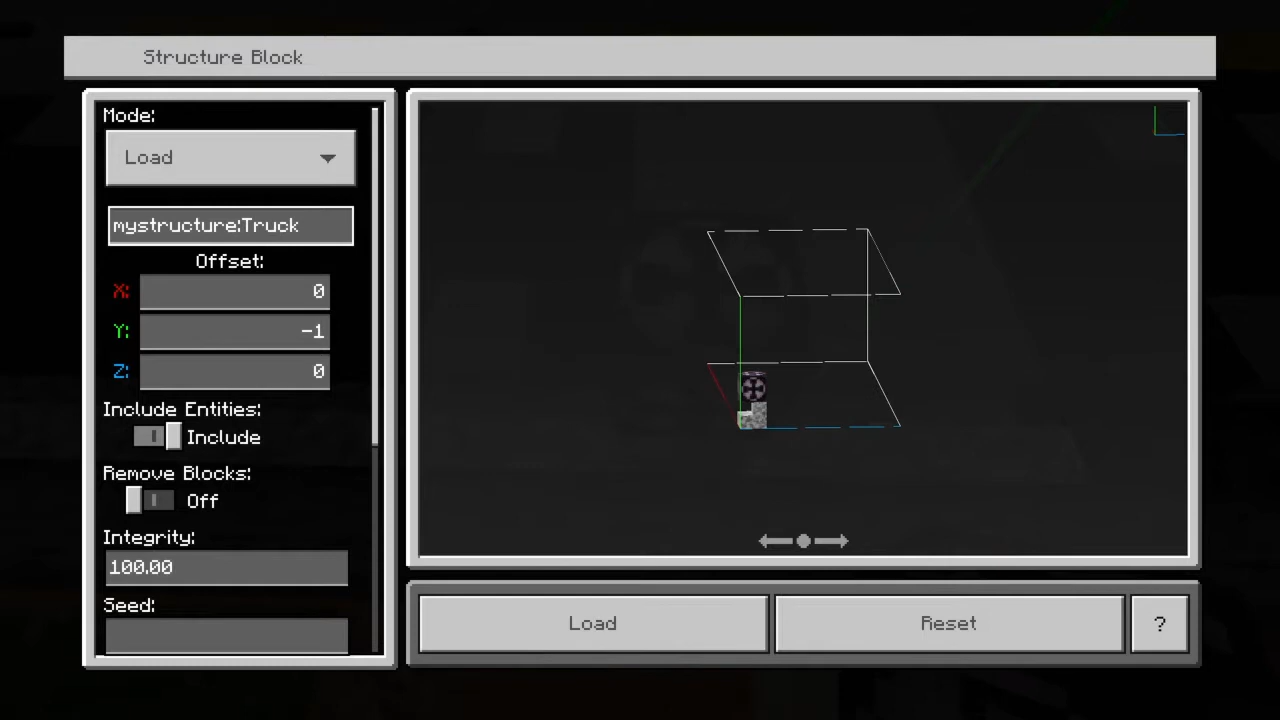 Structure Block
Mode:
Load
mystructure:Truck
Offset:
X: 0
Y: -1
Z: 0
Include Entities:
Include
Remove Blocks:
Off
Integrity:
100.00
Seed:
Load
Reset
?